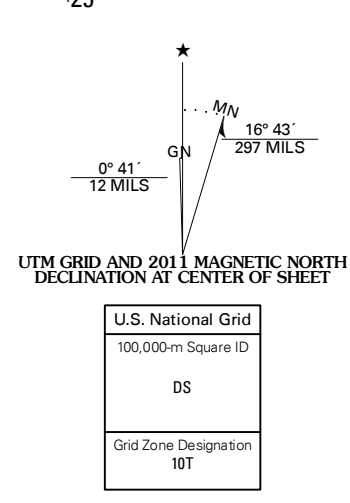 MN
16° 43´
297 MILS
GN
0° 41´
12 MILS
UTM GRID AND 2011 MAGNETIC NORTH
DECLINATION AT CENTER OF SHEET
U.S. National Grid
100,000-m Square ID
DS
Grid Zone Designation
10T